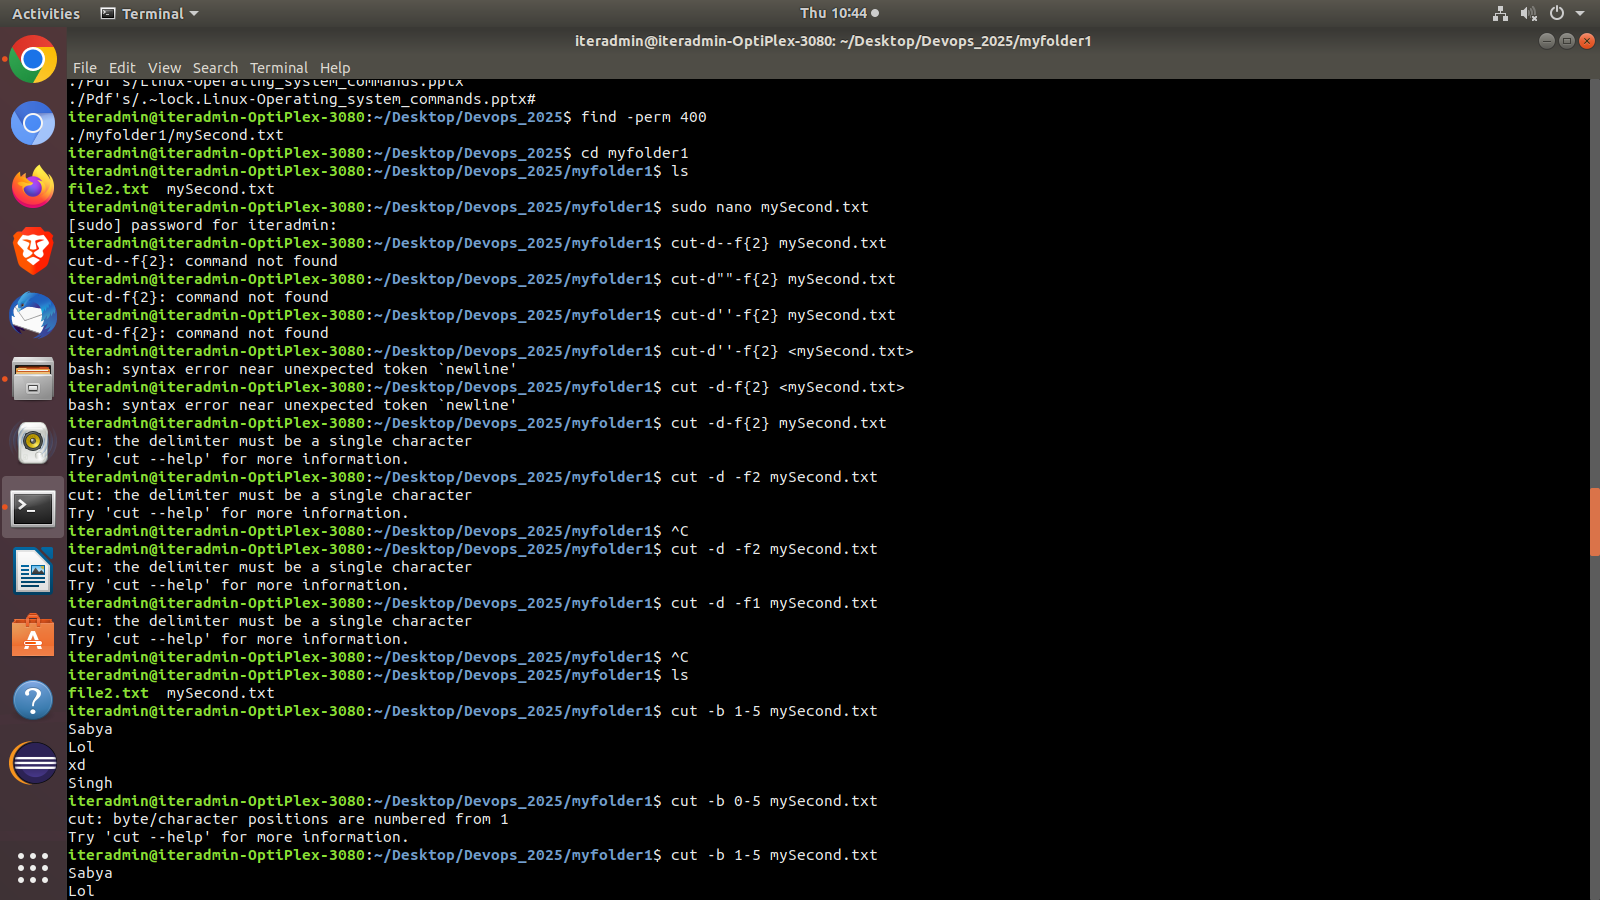 Activities
Terminal
Thu 10:44
iteradmin@iteradmin-OptiPlex-3080: ~/Desktop/Devops_2025/myfolder1
File Edit View Search Terminal Help
./Pdf's/Linux-Operating_system_commands.pptx
./Pdf's/.~lock.Linux-Operating_system_commands.pptx#
iteradmin@iteradmin-OptiPlex-3080:~/Desktop/Devops_2025$ find -perm 400
./myfolder1/mySecond.txt
iteradmin@iteradmin-OptiPlex-3080:~/Desktop/Devops_2025$ cd myfolder1
iteradmin@iteradmin-OptiPlex-3080:~/Desktop/Devops_2025/myfolder1$ ls
file2.txt  mySecond.txt
iteradmin@iteradmin-OptiPlex-3080:~/Desktop/Devops_2025/myfolder1$ sudo nano mySecond.txt
[sudo] password for iteradmin:
iteradmin@iteradmin-OptiPlex-3080:~/Desktop/Devops_2025/myfolder1$ cut-d--f{2} mySecond.txt
cut-d--f{2}: command not found
iteradmin@iteradmin-OptiPlex-3080:~/Desktop/Devops_2025/myfolder1$ cut-d""-f{2} mySecond.txt
cut-d-f{2}: command not found
iteradmin@iteradmin-OptiPlex-3080:~/Desktop/Devops_2025/myfolder1$ cut-d''-f{2} mySecond.txt
cut-d-f{2}: command not found
iteradmin@iteradmin-OptiPlex-3080:~/Desktop/Devops_2025/myfolder1$ cut-d''-f{2} <mySecond.txt>
bash: syntax error near unexpected token `newline'
iteradmin@iteradmin-OptiPlex-3080:~/Desktop/Devops_2025/myfolder1$ cut -d-f{2} <mySecond.txt>
bash: syntax error near unexpected token `newline'
iteradmin@iteradmin-OptiPlex-3080:~/Desktop/Devops_2025/myfolder1$ cut -d-f{2} mySecond.txt
cut: the delimiter must be a single character
Try 'cut --help' for more information.
iteradmin@iteradmin-OptiPlex-3080:~/Desktop/Devops_2025/myfolder1$ cut -d -f2 mySecond.txt
cut: the delimiter must be a single character
Try 'cut --help' for more information.
iteradmin@iteradmin-OptiPlex-3080:~/Desktop/Devops_2025/myfolder1$ ^C
iteradmin@iteradmin-OptiPlex-3080:~/Desktop/Devops_2025/myfolder1$ cut -d -f2 mySecond.txt
cut: the delimiter must be a single character
Try 'cut --help' for more information.
iteradmin@iteradmin-OptiPlex-3080:~/Desktop/Devops_2025/myfolder1$ cut -d -f1 mySecond.txt
cut: the delimiter must be a single character
Try 'cut --help' for more information.
iteradmin@iteradmin-OptiPlex-3080:~/Desktop/Devops_2025/myfolder1$ ^C
iteradmin@iteradmin-OptiPlex-3080:~/Desktop/Devops_2025/myfolder1$ ls
file2.txt  mySecond.txt
iteradmin@iteradmin-OptiPlex-3080:~/Desktop/Devops_2025/myfolder1$ cut -b 1-5 mySecond.txt
Sabya
Lol
xd
Singh
iteradmin@iteradmin-OptiPlex-3080:~/Desktop/Devops_2025/myfolder1$ cut -b 0-5 mySecond.txt
cut: byte/character positions are numbered from 1
Try 'cut --help' for more information.
iteradmin@iteradmin-OptiPlex-3080:~/Desktop/Devops_2025/myfolder1$ cut -b 1-5 mySecond.txt
Sabya
Lol